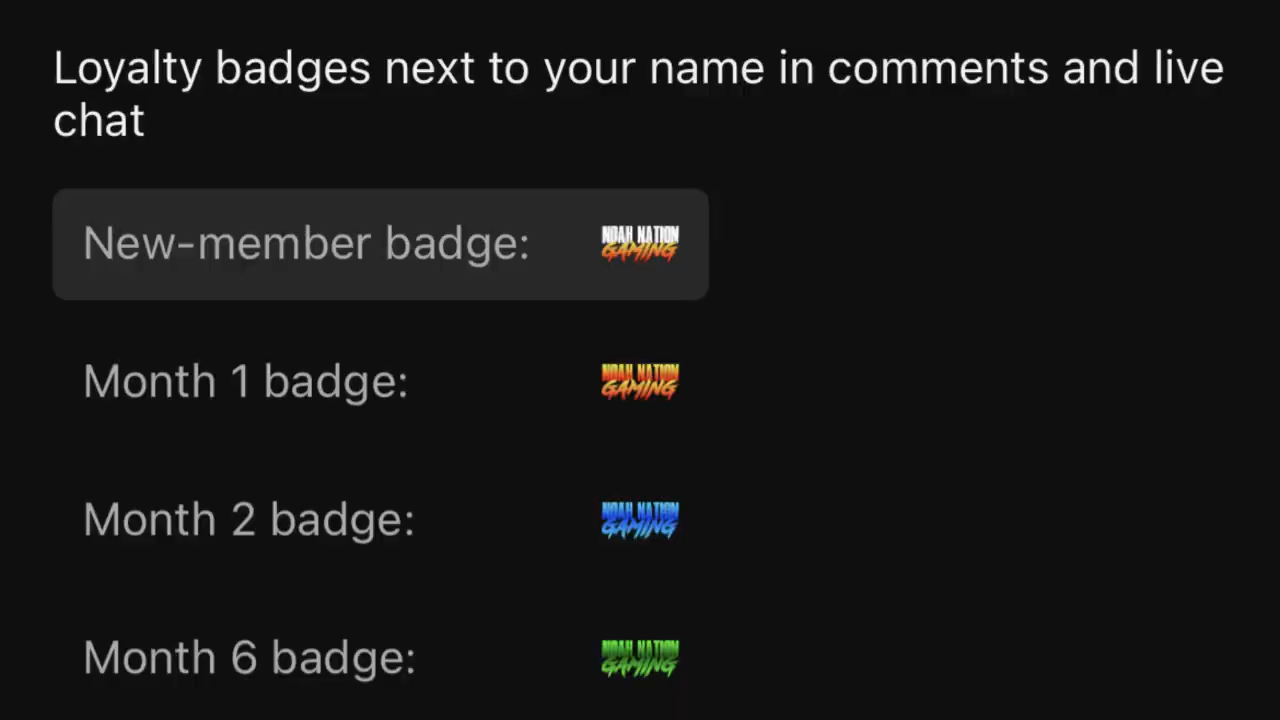 Loyalty badges next to your name in comments and live
chat
New-member badge:
NOAH NATION
GAMING
Month 1 badge:
NOAH NATION
GAMING
Month 2 badge:
NOAH NATION
GAMING
Month 6 badge:
NOAH NATION
GAMING